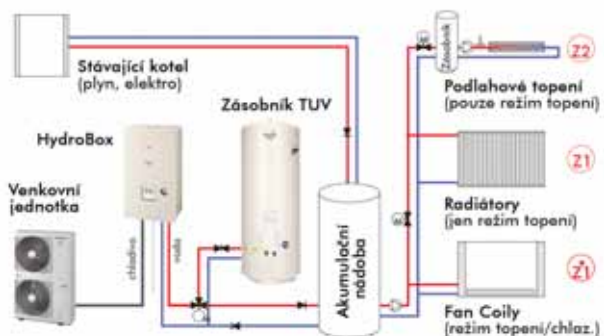 Stávající kotel
(plyn, elektro)
Zásobník TUV
HydroBox
Venkovní
jednotka
chladivo
voda
Akumulační
nádoba
Zásobník
Z2
Podlahové topení
(pouze režim topení)
Z1
Radiátory
(jen režim topení)
Z1
Fan Coily
(režim topení/chlaz.)